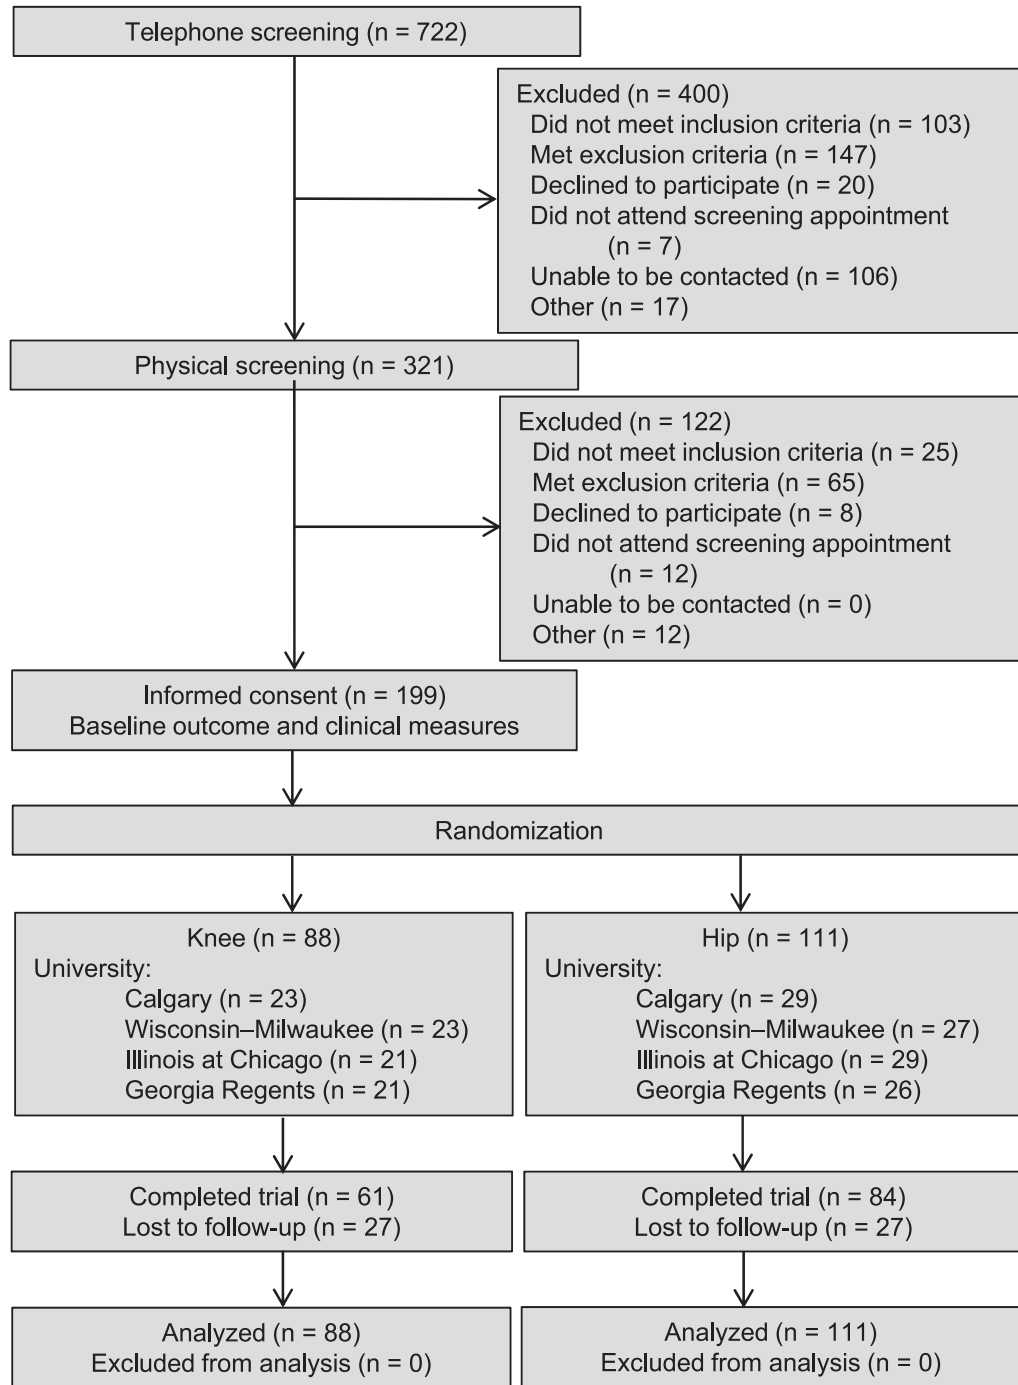 Telephone screening (n = 722)
Excluded (n = 400)
Did not meet inclusion criteria (n = 103)
Met exclusion criteria (n = 147)
Declined to participate (n = 20)
Did not attend screening appointment
(n = 7)
Unable to be contacted (n = 106)
Other (n = 17)
Physical screening (n = 321)
Excluded (n = 122)
Did not meet inclusion criteria (n = 25)
Met exclusion criteria (n = 65)
Declined to participate (n = 8)
Did not attend screening appointment
(n = 12)
Unable to be contacted (n = 0)
Other (n = 12)
Informed consent (n = 199)
Baseline outcome and clinical measures
Randomization
Knee (n = 88)
University:
Calgary (n = 23)
Wisconsin–Milwaukee (n = 23)
Illinois at Chicago (n = 21)
Georgia Regents (n = 21)
Hip (n = 111)
University:
Calgary (n = 29)
Wisconsin–Milwaukee (n = 27)
Illinois at Chicago (n = 29)
Georgia Regents (n = 26)
Completed trial (n = 61)
Lost to follow-up (n = 27)
Completed trial (n = 84)
Lost to follow-up (n = 27)
Analyzed (n = 88)
Excluded from analysis (n = 0)
Analyzed (n = 111)
Excluded from analysis (n = 0)